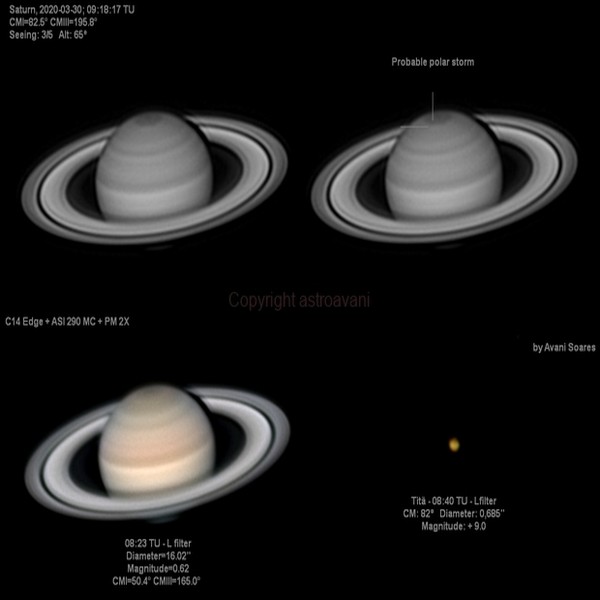 Saturn, 2020-03-30; 09:18:17 TU
CMI=82.5° CMIII=195.8°
Seeing: 3/5 Alt: 65°
Probable polar storm
Copyright astroavani
C14 Edge + ASI 290 MC + PM 2X
by Avani Soares
08:23 TU - L filter
Diameter=16.02"
Magnitude=0.62
CMI=50.4° CMIII=165.0°
Titã - 08:40 TU - Lfilter
CM: 82° Diameter: 0,685"
Magnitude: + 9.0